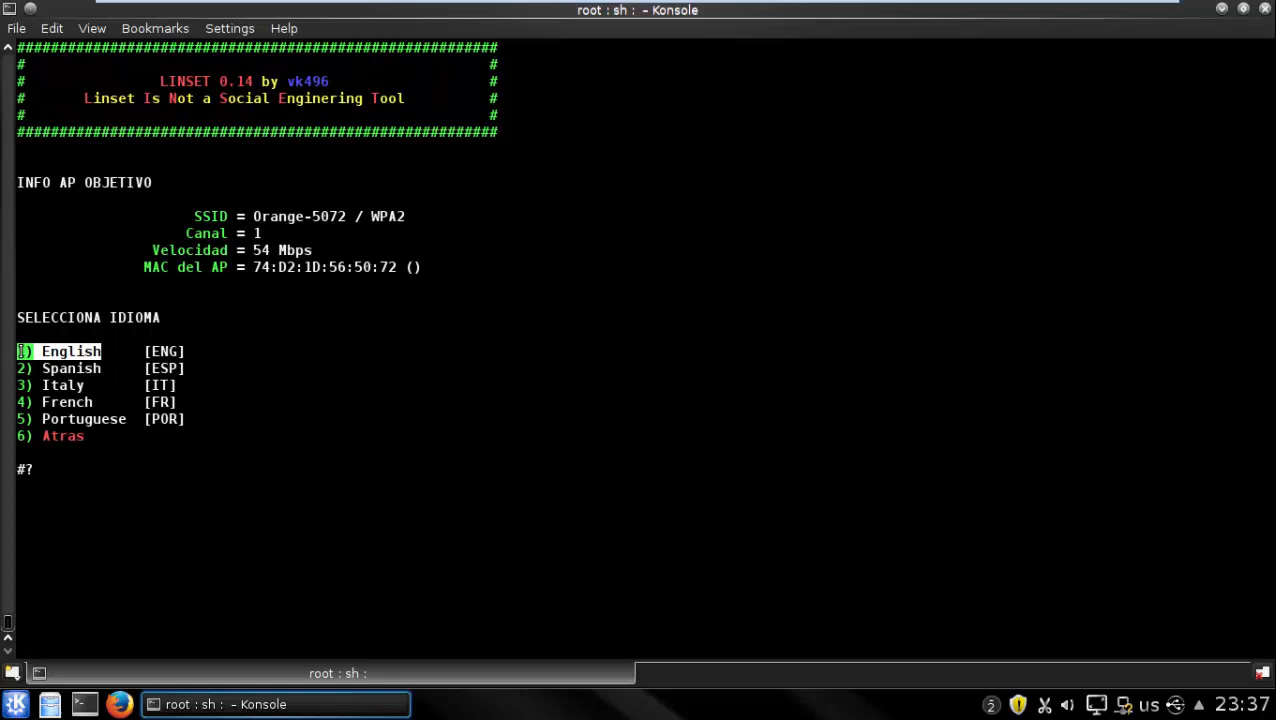 root : sh : – Konsole
File Edit View Bookmarks Settings Help
#########################################################
# #
# LINSET 0.14 by vk496 #
# Linset Is Not a Social Enginering Tool #
# #
#########################################################
INFO AP OBJETIVO
SSID = Orange-5072 / WPA2
Canal = 1
Velocidad = 54 Mbps
MAC del AP = 74:D2:1D:56:50:72 ()
SELECCIONA IDIOMA
1) English [ENG]
2) Spanish [ESP]
3) Italy [IT]
4) French [FR]
5) Portuguese [POR]
6) Atras
#?
root : sh :
root : sh : – Konsole
2 us 23:37